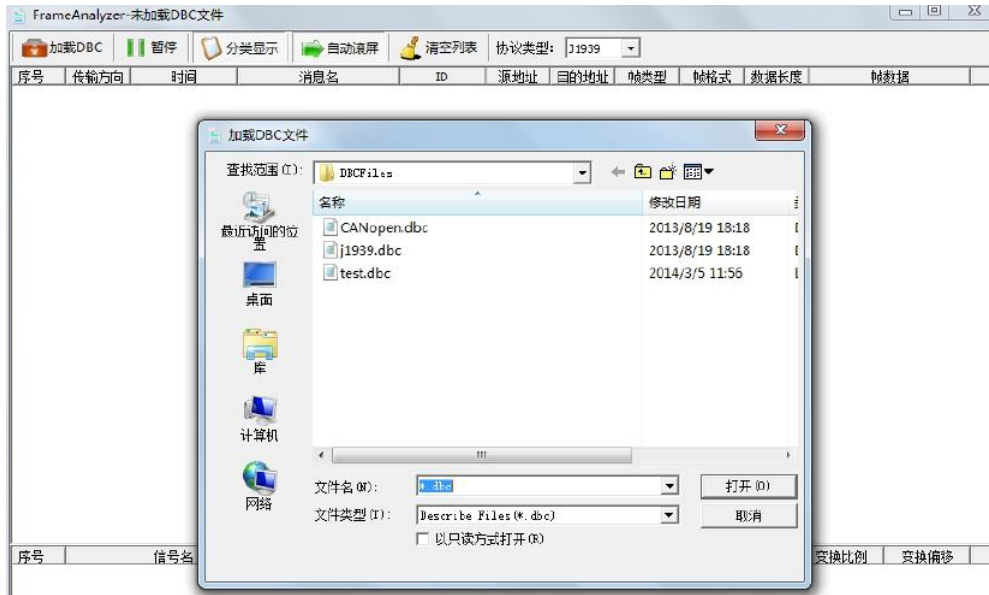 FrameAnalyzer-未加载DBC文件
加载DBC 暂停 分类显示 自动滚屏 清空列表 协议类型: J1939
序号 传输方向 时间 消息名 ID 源地址 目的地址 帧类型 帧格式 数据长度 帧数据
加载DBC文件
查找范围(I): DBCFiles
名称 修改日期
CANopen.dbc 2013/8/19 18:18
j1939.dbc 2013/8/19 18:18
test.dbc 2014/3/5 11:56
最近访问的位置
桌面
库
计算机
网络
文件名(N): *.dbc 打开(O)
文件类型(T): Describe Files(*.dbc) 取消
以只读方式打开(R)
序号 信号名 变换比例 变换偏移